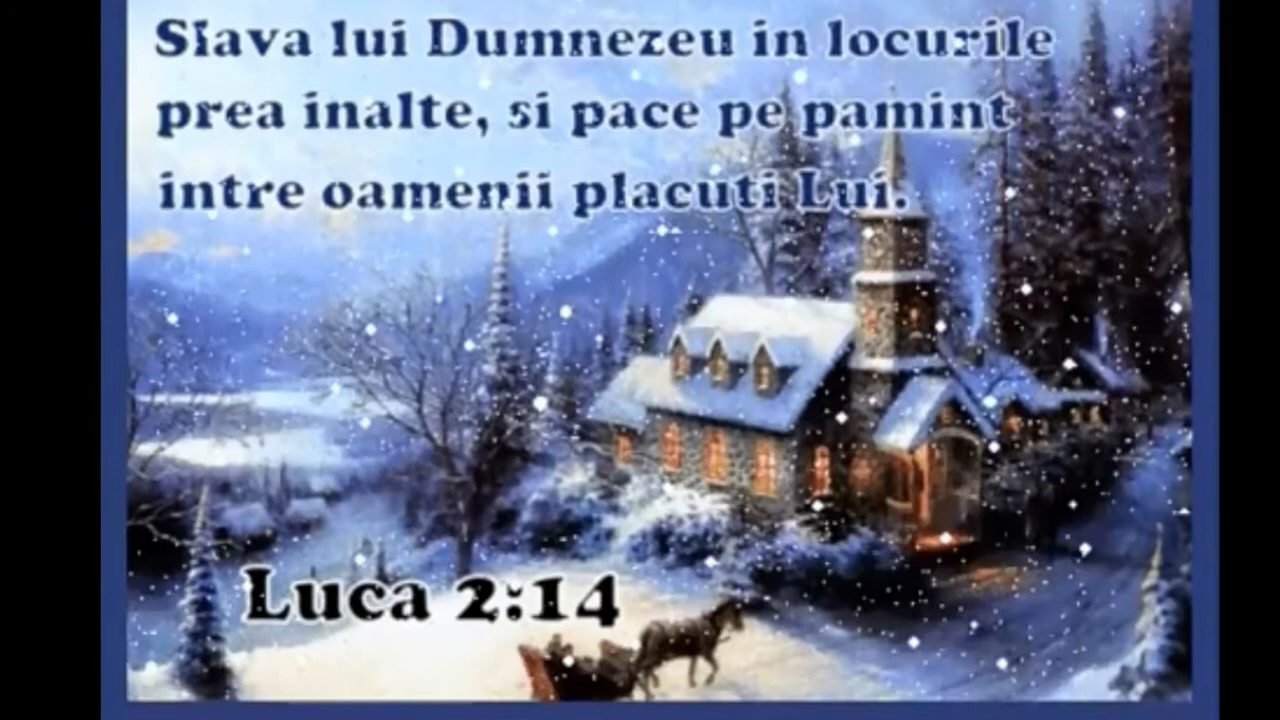 Slava lui Dumnezeu in locurile
prea inalte, si pace pe pamint
intre oamenii placuti Lui.
Luca 2:14